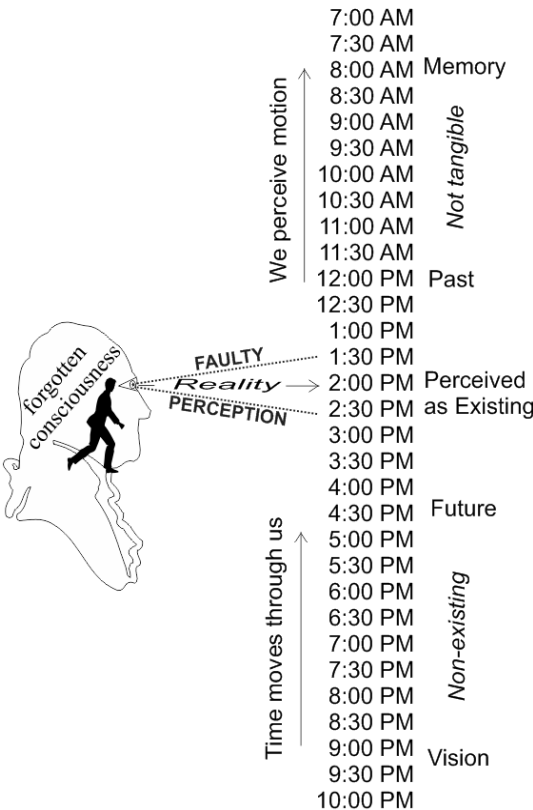 7:00 AM
7:30 AM
8:00 AM Memory
8:30 AM
9:00 AM
9:30 AM
10:00 AM
10:30 AM
11:00 AM
11:30 AM
12:00 PM Past
12:30 PM
1:00 PM
1:30 PM
2:00 PM Perceived
2:30 PM as Existing
3:00 PM
3:30 PM
4:00 PM
4:30 PM Future
5:00 PM
5:30 PM
6:00 PM
6:30 PM
7:00 PM
7:30 PM
8:00 PM
8:30 PM
9:00 PM Vision
9:30 PM
10:00 PM
We perceive motion
Not tangible
forgotten
consciousness
FAULTY
Reality
PERCEPTION
Time moves through us
Non-existing